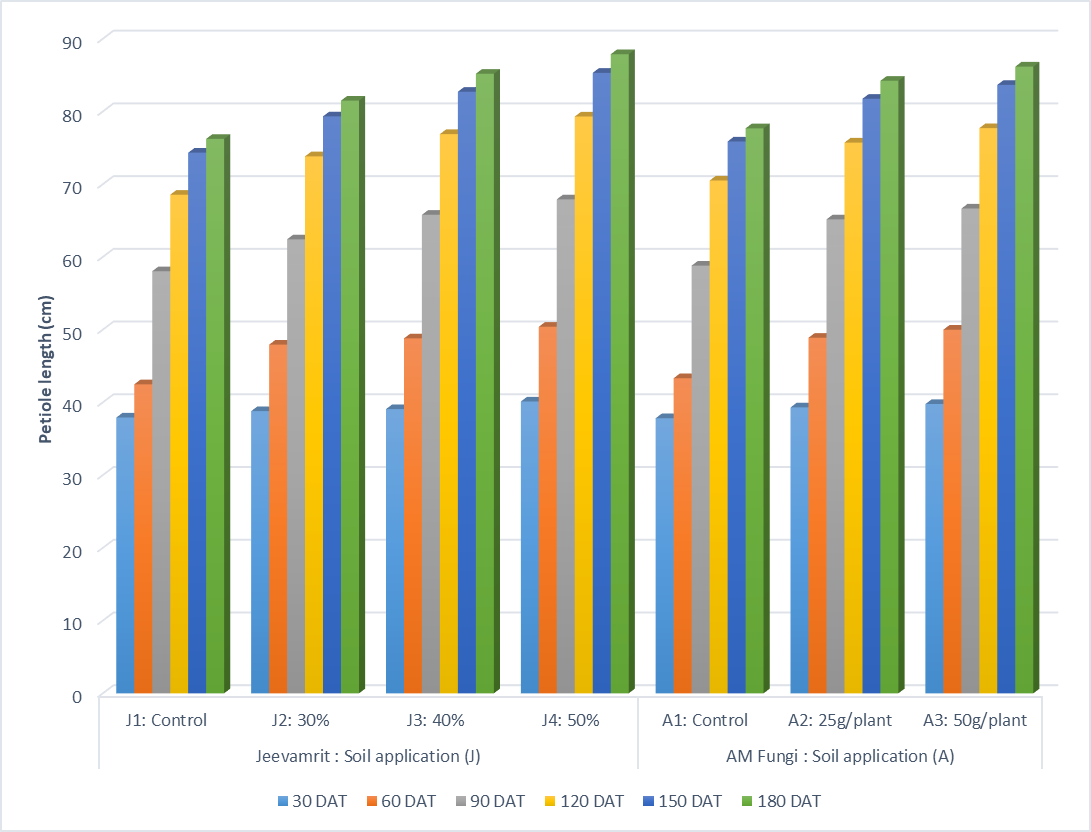 90
80
70
60
50
40
30
20
10
0
Petiole length (cm)
J1: Control J2: 30% J3: 40% J4: 50% A1: Control A2: 25g/plant A3: 50g/plant
Jeevamrit : Soil application (J) AM Fungi : Soil application (A)
30 DAT 60 DAT 90 DAT 120 DAT 150 DAT 180 DAT